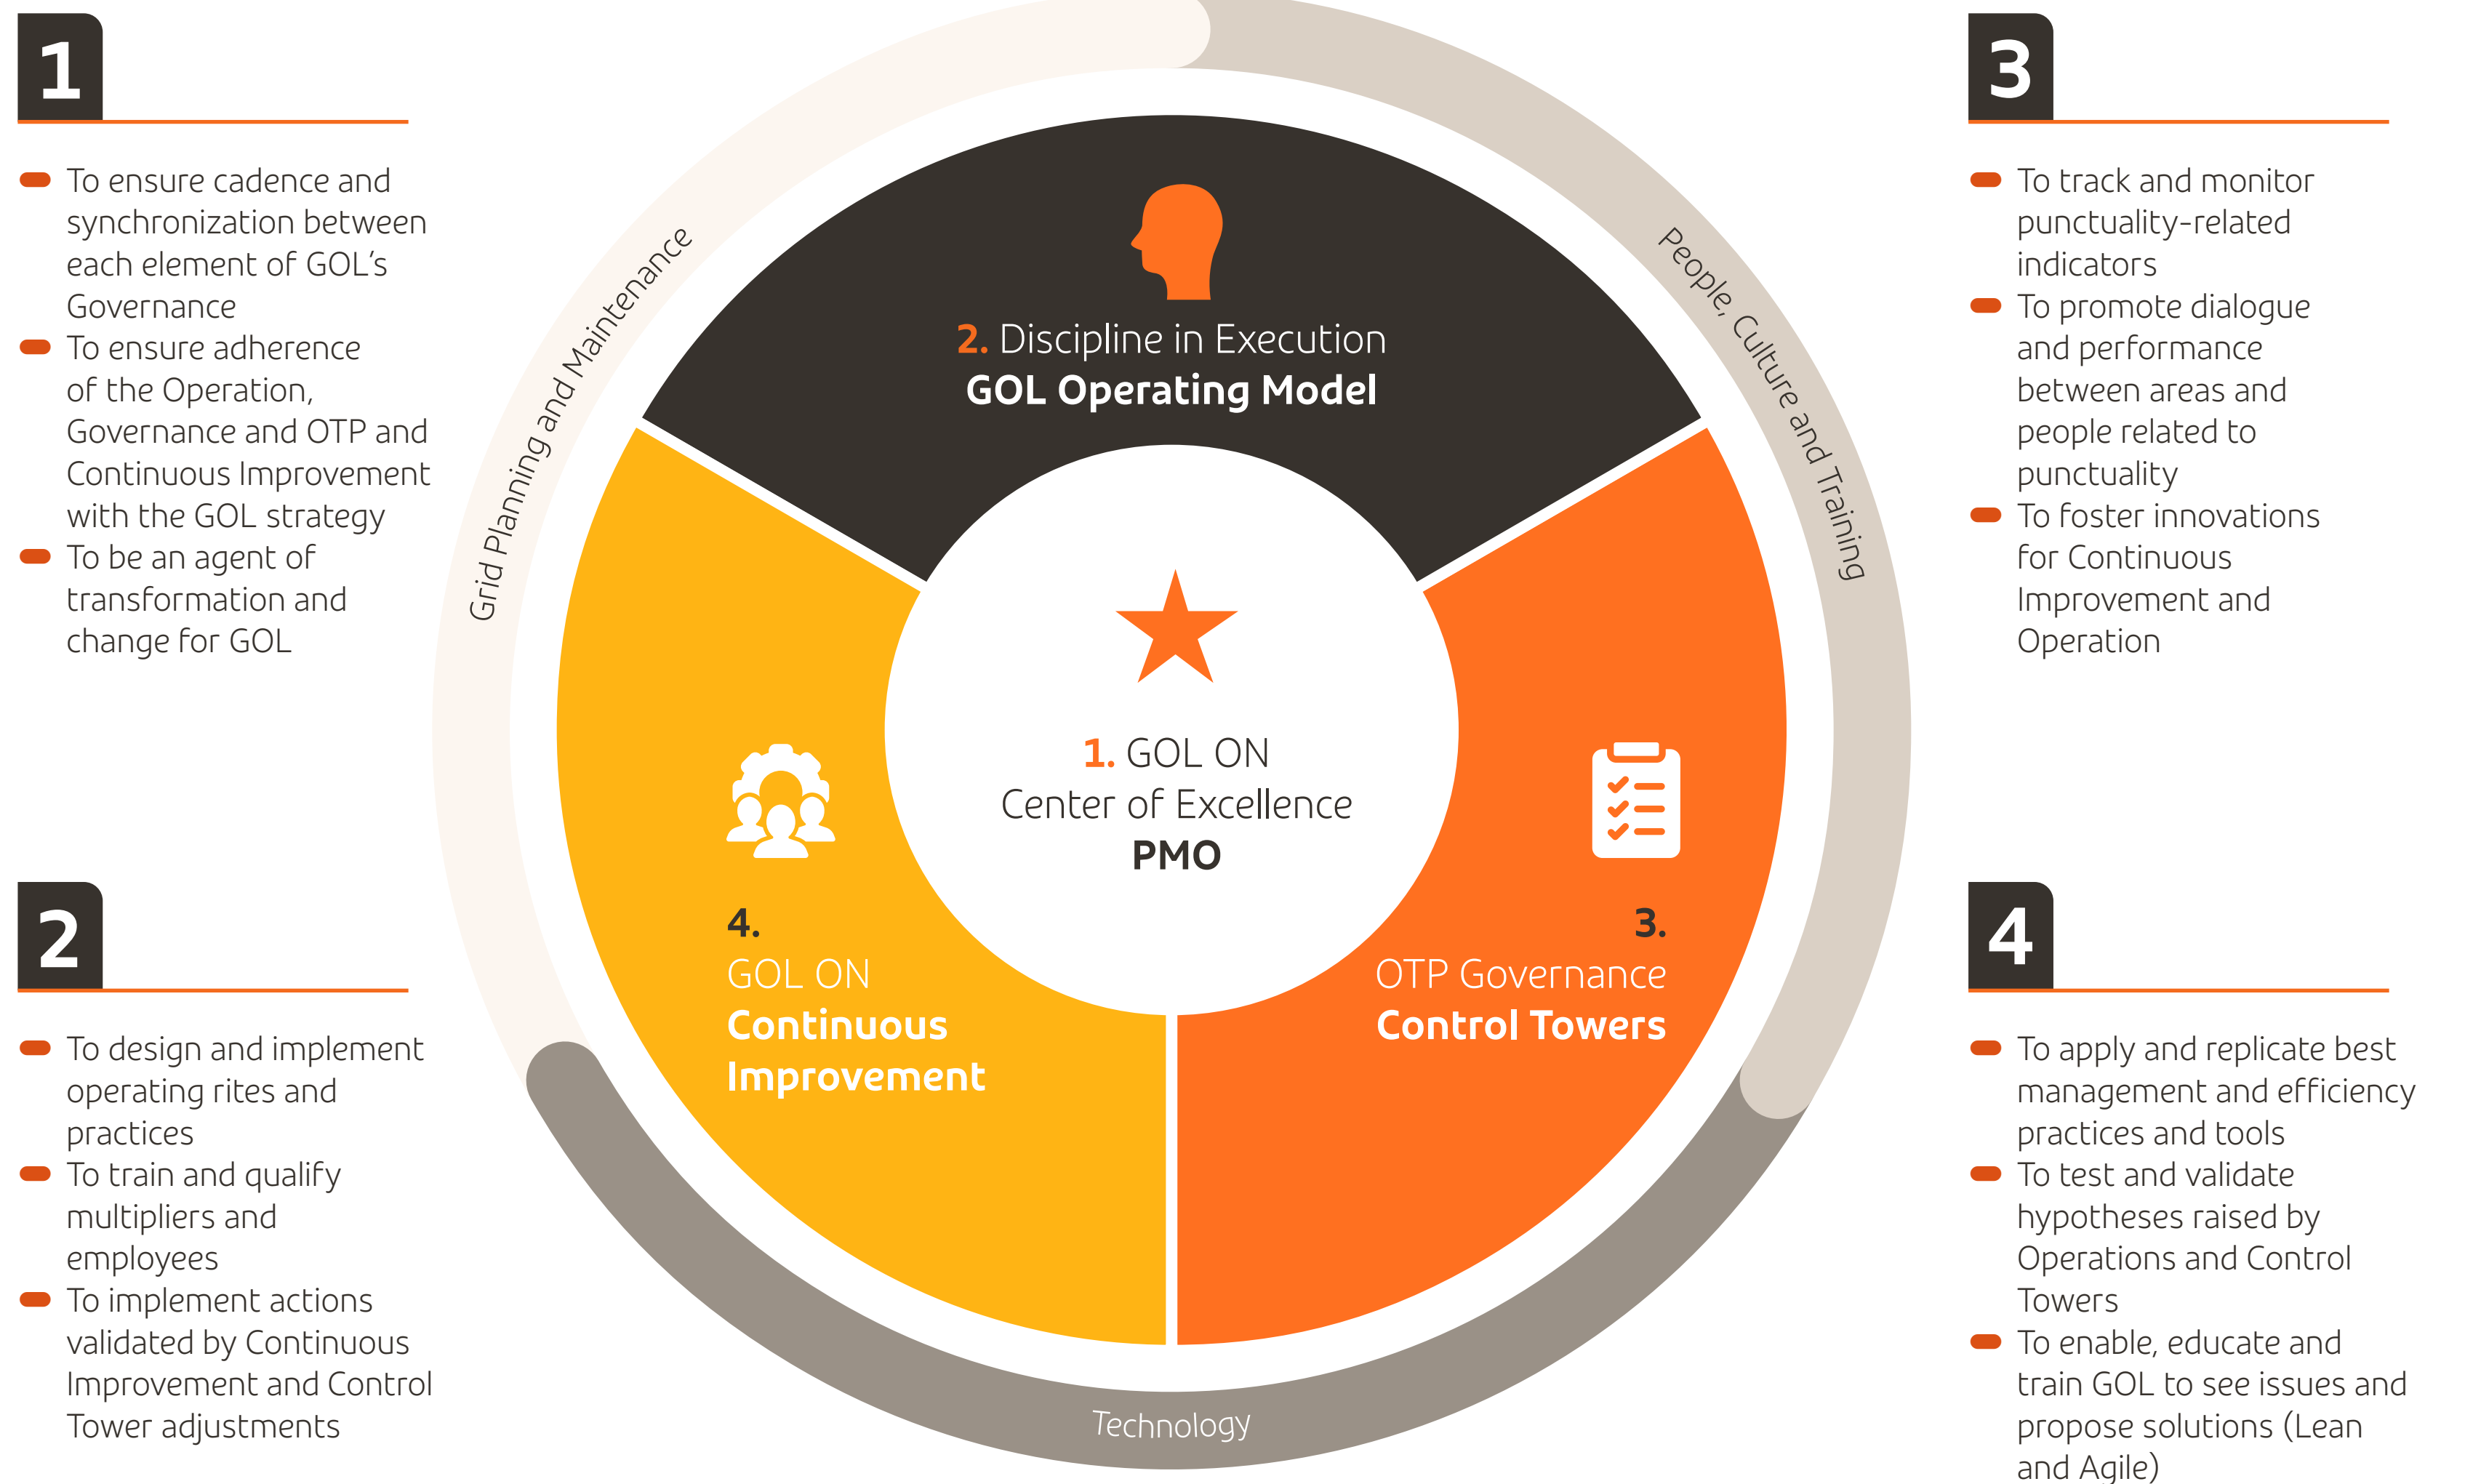 1
To ensure cadence and
synchronization between
each element of GOL’s
Governance
To ensure adherence
of the Operation,
Governance and OTP and
Continuous Improvement
with the GOL strategy
To be an agent of
transformation and
change for GOL
2
To design and implement
operating rites and
practices
To train and qualify
multipliers and
employees
To implement actions
validated by Continuous
Improvement and Control
Tower adjustments
Grid Planning and Maintenance
People, Culture and Training
Technology
2. Discipline in Execution
GOL Operating Model
1. GOL ON
Center of Excellence
PMO
4.
GOL ON
Continuous
Improvement
3.
OTP Governance
Control Towers
3
To track and monitor
punctuality-related
indicators
To promote dialogue
and performance
between areas and
people related to
punctuality
To foster innovations
for Continuous
Improvement and
Operation
4
To apply and replicate best
management and efficiency
practices and tools
To test and validate
hypotheses raised by
Operations and Control
Towers
To enable, educate and
train GOL to see issues and
propose solutions (Lean
and Agile)